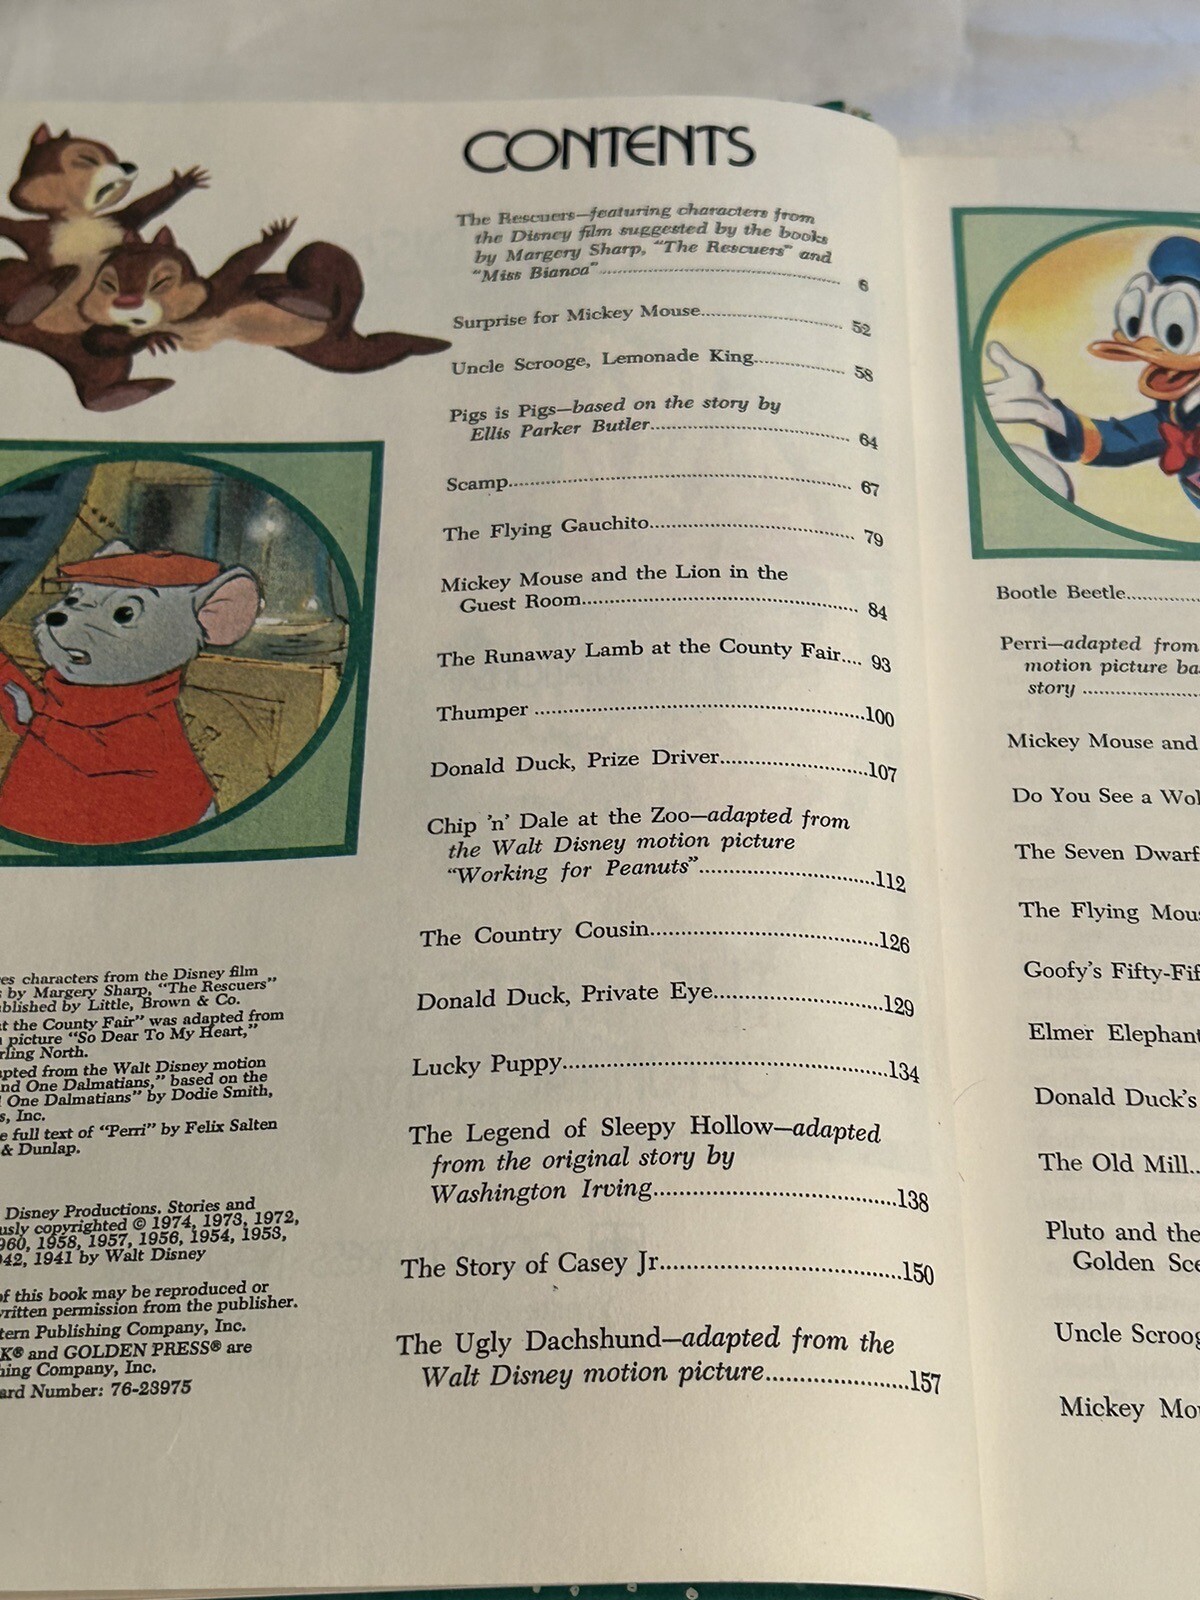 CONTENTS
The Rescuers—featuring characters from
the Disney film suggested by the books
by Margery Sharp, "The Rescuers" and
"Miss Bianca" 6
Surprise for Mickey Mouse 52
Uncle Scrooge, Lemonade King 58
Pigs is Pigs—based on the story by
Ellis Parker Butler 64
Scamp 67
The Flying Gauchito 79
Mickey Mouse and the Lion in the
Guest Room 84
The Runaway Lamb at the County Fair 93
Thumper 100
Donald Duck, Prize Driver 107
Chip 'n' Dale at the Zoo—adapted from
the Walt Disney motion picture
"Working for Peanuts" 112
The Country Cousin 126
Donald Duck, Private Eye 129
Lucky Puppy 134
The Legend of Sleepy Hollow—adapted
from the original story by
Washington Irving 138
The Story of Casey Jr. 150
The Ugly Dachshund—adapted from the
Walt Disney motion picture 157
characters from the Disney film
by Margery Sharp, "The Rescuers"
by Little, Brown & Co.
the County Fair" was adapted from
picture "So Dear To My Heart,"
North.
from the Walt Disney motion
One Dalmatians," based on the
One Dalmatians" by Dodie Smith,
Inc.
full text of "Perri" by Felix Salten
& Dunlap.
Disney Productions. Stories and
copyrighted © 1974, 1973, 1972,
1958, 1957, 1956, 1954, 1953,
1941 by Walt Disney
of this book may be reproduced or
written permission from the publisher.
Publishing Company, Inc.
and GOLDEN PRESS® are
Company, Inc.
Number: 76-23975
Bootle Beetle
Perri—adapted from
motion picture
story
Mickey Mouse and
Do You See a
The Seven
The Flying
Goofy's
Elmer Elephant
Donald Duck's
The Old Mill
Pluto and the
Golden
Uncle
Mickey